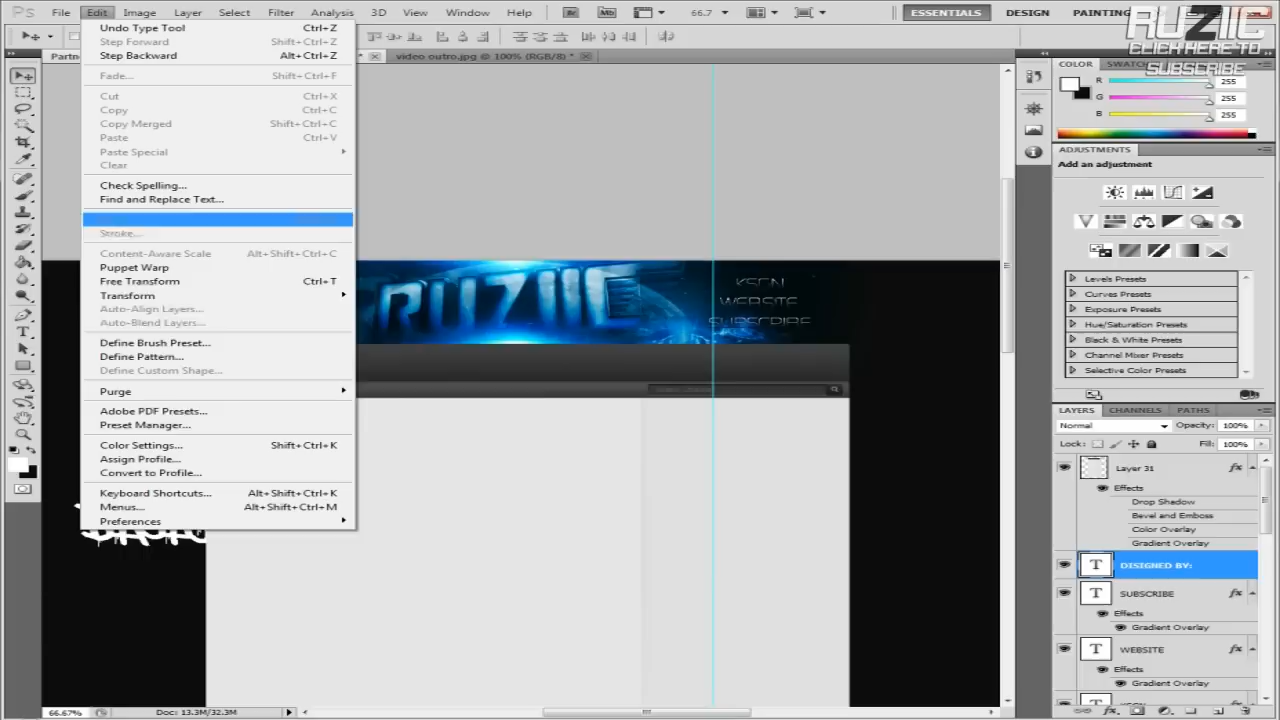 Ps File Edit Image Layer Select Filter Analysis 3D View Window Help Br Mb 66.7 ESSENTIALS DESIGN PAINTING
RUZIIC
CLICK HERE TO
SUBSCRIBE
video outro.jpg @ 100% (RGB/8) *
Undo Type Tool Ctrl+Z
Step Forward Shift+Ctrl+Z
Step Backward Alt+Ctrl+Z
Fade... Shift+Ctrl+F
Cut Ctrl+X
Copy Ctrl+C
Copy Merged Shift+Ctrl+C
Paste Ctrl+V
Paste Special
Clear
Check Spelling...
Find and Replace Text...
Stroke...
Content-Aware Scale Alt+Shift+Ctrl+C
Puppet Warp
Free Transform Ctrl+T
Transform
Auto-Align Layers...
Auto-Blend Layers...
Define Brush Preset...
Define Pattern...
Define Custom Shape...
Purge
Adobe PDF Presets...
Preset Manager...
Color Settings... Shift+Ctrl+K
Assign Profile...
Convert to Profile...
Keyboard Shortcuts... Alt+Shift+Ctrl+K
Menus... Alt+Shift+Ctrl+M
Preferences
RUZIIC
WEBSITE
SUBSCRIBE
COLOR
R 255
G 255
B 255
ADJUSTMENTS
Add an adjustment
Levels Presets
Curves Presets
Exposure Presets
Hue/Saturation Presets
Black & White Presets
Channel Mixer Presets
Selective Color Presets
LAYERS CHANNELS PATHS
Normal Opacity: 100%
Lock: Fill: 100%
Layer 31 fx
Effects
Drop Shadow
Bevel and Emboss
Color Overlay
Gradient Overlay
T DISIGNED BY:
T SUBSCRIBE fx
Effects
Gradient Overlay
T WEBSITE fx
Effects
Gradient Overlay
66.67% Doc: 13.3M/32.3M